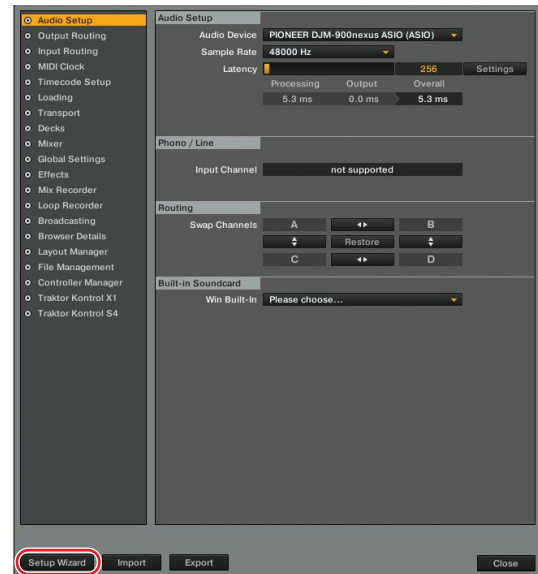 Audio Setup
Output Routing
Input Routing
MIDI Clock
Timecode Setup
Loading
Transport
Decks
Mixer
Global Settings
Effects
Mix Recorder
Loop Recorder
Broadcasting
Browser Details
Layout Manager
File Management
Controller Manager
Traktor Kontrol X1
Traktor Kontrol S4
Audio Setup
Audio Device PIONEER DJM-900nexus ASIO (ASIO)
Sample Rate 48000 Hz
Latency 256 Settings
Processing Output Overall
5.3 ms 0.0 ms 5.3 ms
Phono / Line
Input Channel not supported
Routing
Swap Channels A B
Restore
C D
Built-in Soundcard
Win Built-In Please choose...
Setup Wizard Import Export Close